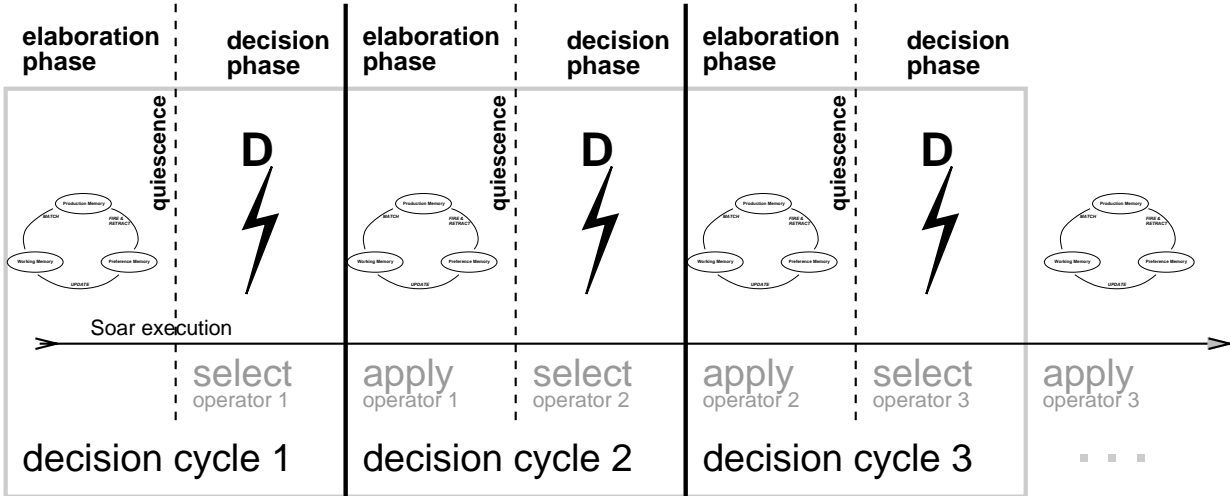 elaboration
phase
decision
phase
elaboration
phase
decision
phase
elaboration
phase
decision
phase
quiescence
D
quiescence
D
quiescence
D
Production Memory
MATCH
FIRE &
RETRACT
Working Memory
Preference Memory
UPDATE
Production Memory
MATCH
FIRE &
RETRACT
Working Memory
Preference Memory
UPDATE
Production Memory
MATCH
FIRE &
RETRACT
Working Memory
Preference Memory
UPDATE
Production Memory
MATCH
FIRE &
RETRACT
Working Memory
Preference Memory
UPDATE
Soar execution
select
operator 1
apply
operator 1
select
operator 2
apply
operator 2
select
operator 3
apply
operator 3
decision cycle 1
decision cycle 2
decision cycle 3
. . .